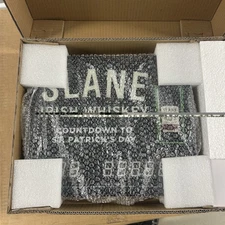 SLANE
IRISH WHISKEY
COUNTDOWN TO
ST. PATRICK'S DAY